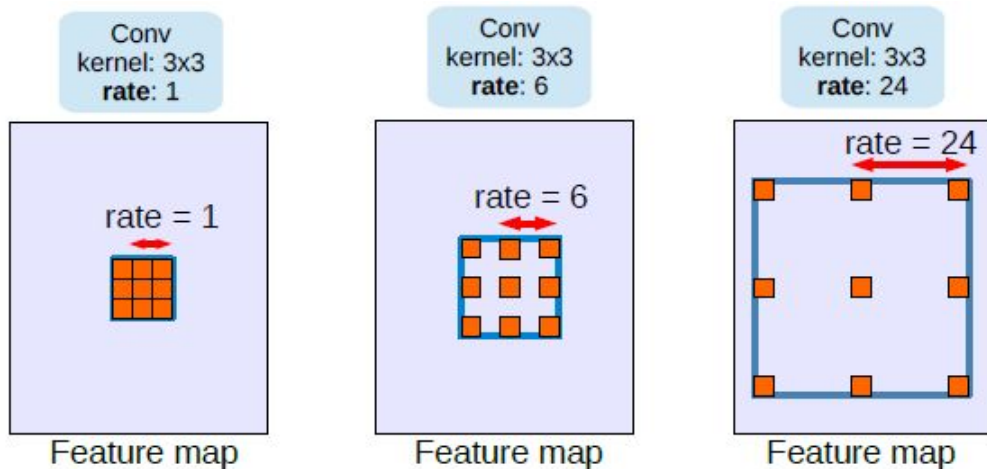 Conv
kernel: 3x3
rate: 1
Conv
kernel: 3x3
rate: 6
Conv
kernel: 3x3
rate: 24
rate = 1
rate = 6
rate = 24
Feature map
Feature map
Feature map